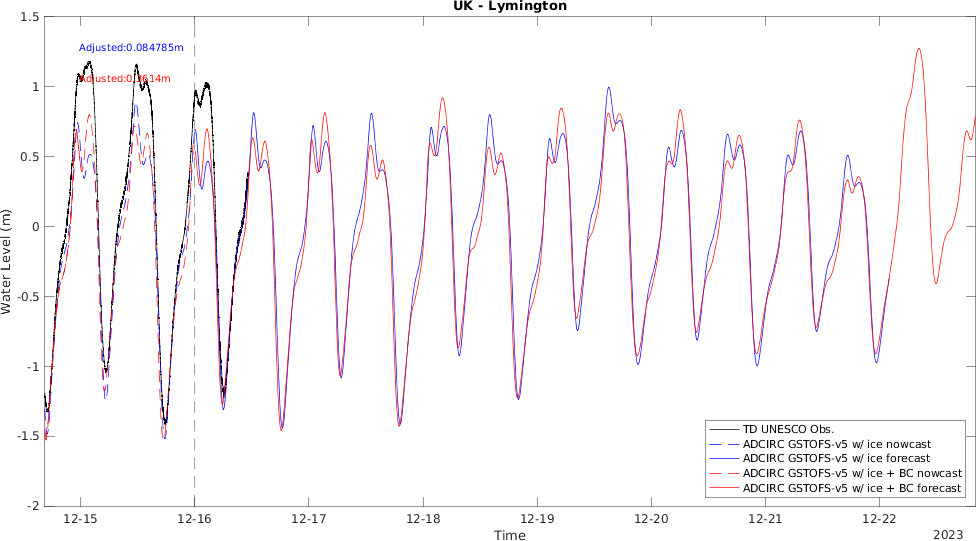 UK - Lymington
1.5
1
0.5
0
-0.5
-1
-1.5
-2
Water Level (m)
Adjusted:0.084785m
TD UNESCO Obs.
ADCIRC GSTOFS-v5 w/ ice nowcast
ADCIRC GSTOFS-v5 w/ ice forecast
ADCIRC GSTOFS-v5 w/ ice + BC nowcast
ADCIRC GSTOFS-v5 w/ ice + BC forecast
12-15 12-16 12-17 12-18 12-19 12-20 12-21 12-22
Time
2023